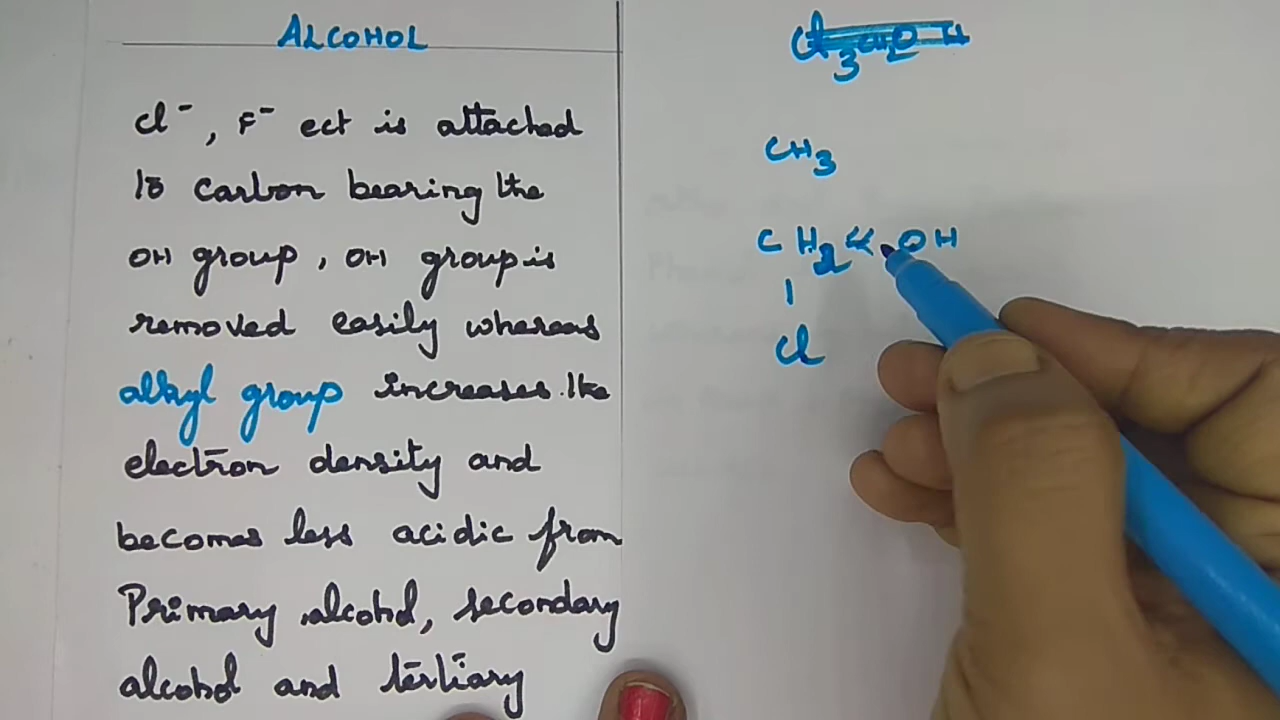 ALCOHOL
Cl⁻, F⁻ ect is attached
to carbon bearing the
OH group, OH group is
removed easily whereas
alkyl group increases the
electron density and
becomes less acidic from
Primary alcohol, secondary
alcohol and tertiary
CH3
CH2 << OH
|
Cl